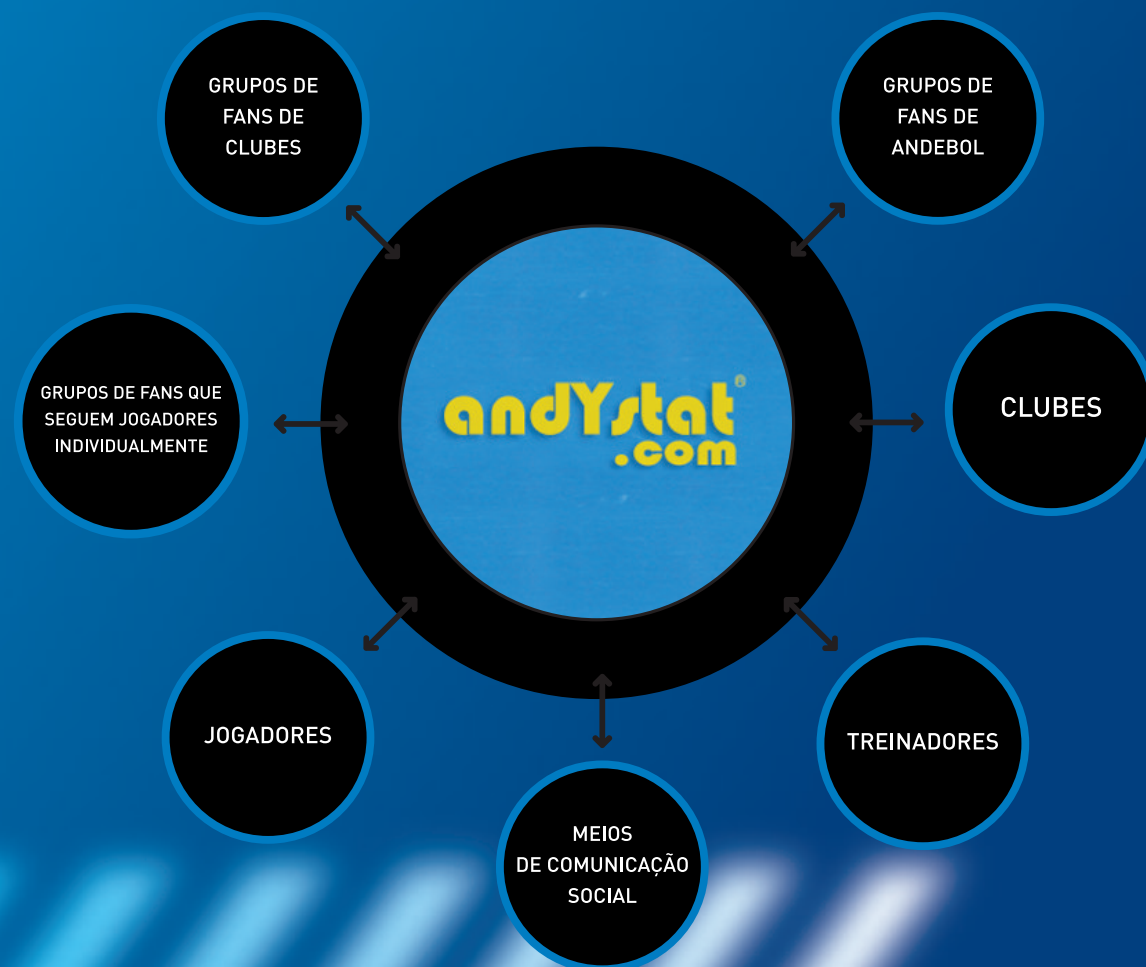 GRUPOS DE
FANS DE
CLUBES
GRUPOS DE
FANS DE
ANDEBOL
GRUPOS DE FANS QUE
SEGUEM JOGADORES
INDIVIDUALMENTE
andYstat®
.com
CLUBES
JOGADORES
TREINADORES
MEIOS
DE COMUNICAÇÃO
SOCIAL